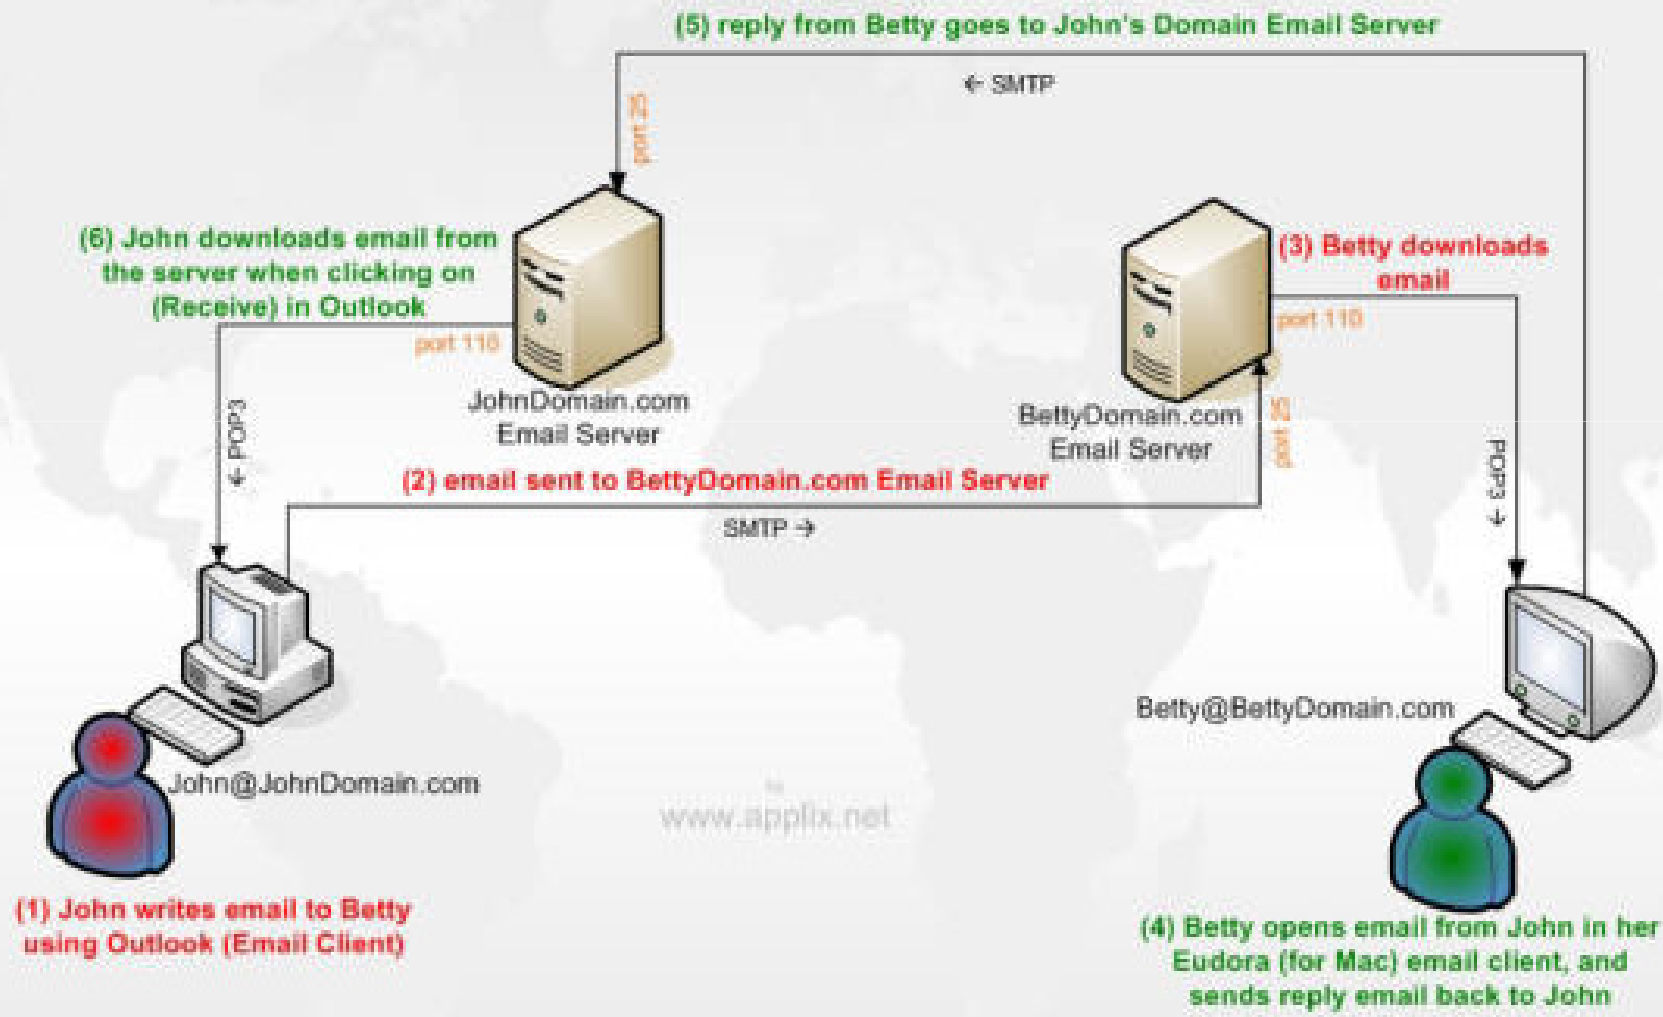 (5) reply from Betty goes to John's Domain Email Server
← SMTP
port 25
(6) John downloads email from
the server when clicking on
(Receive) in Outlook
port 110
← POP3
JohnDomain.com
Email Server
(3) Betty downloads
email
port 110
BettyDomain.com
Email Server
port 25
POP3 →
(2) email sent to BettyDomain.com Email Server
SMTP →
John@JohnDomain.com
Betty@BettyDomain.com
by
www.applix.net
(1) John writes email to Betty
using Outlook (Email Client)
(4) Betty opens email from John in her
Eudora (for Mac) email client, and
sends reply email back to John